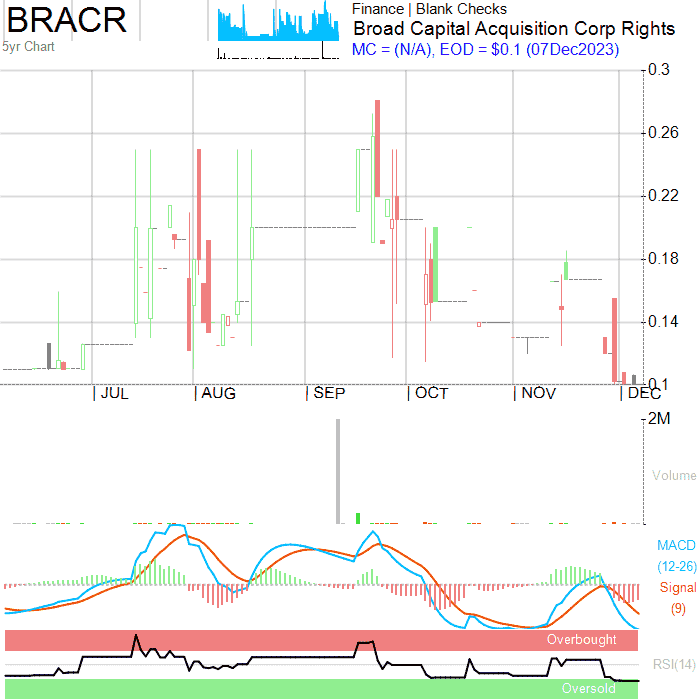 BRACR
5yr Chart
Finance | Blank Checks
Broad Capital Acquisition Corp Rights
MC = (N/A), EOD = $0.1 (07Dec2023)
0.3
0.26
0.22
0.18
0.14
0.1
| JUL | AUG | SEP | OCT | NOV | DEC
2M
Volume
MACD
(12-26)
Signal
(9)
Overbought
RSI(14)
Oversold